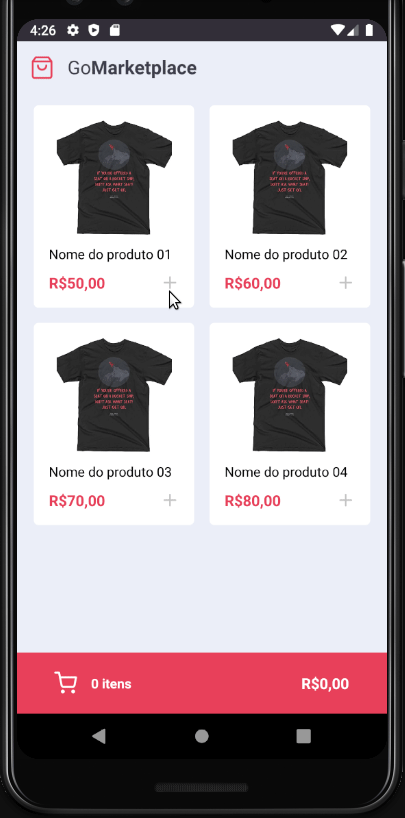 4:26
GoMarketplace
Nome do produto 01
R$50,00
Nome do produto 02
R$60,00
Nome do produto 03
R$70,00
Nome do produto 04
R$80,00
0 itens
R$0,00